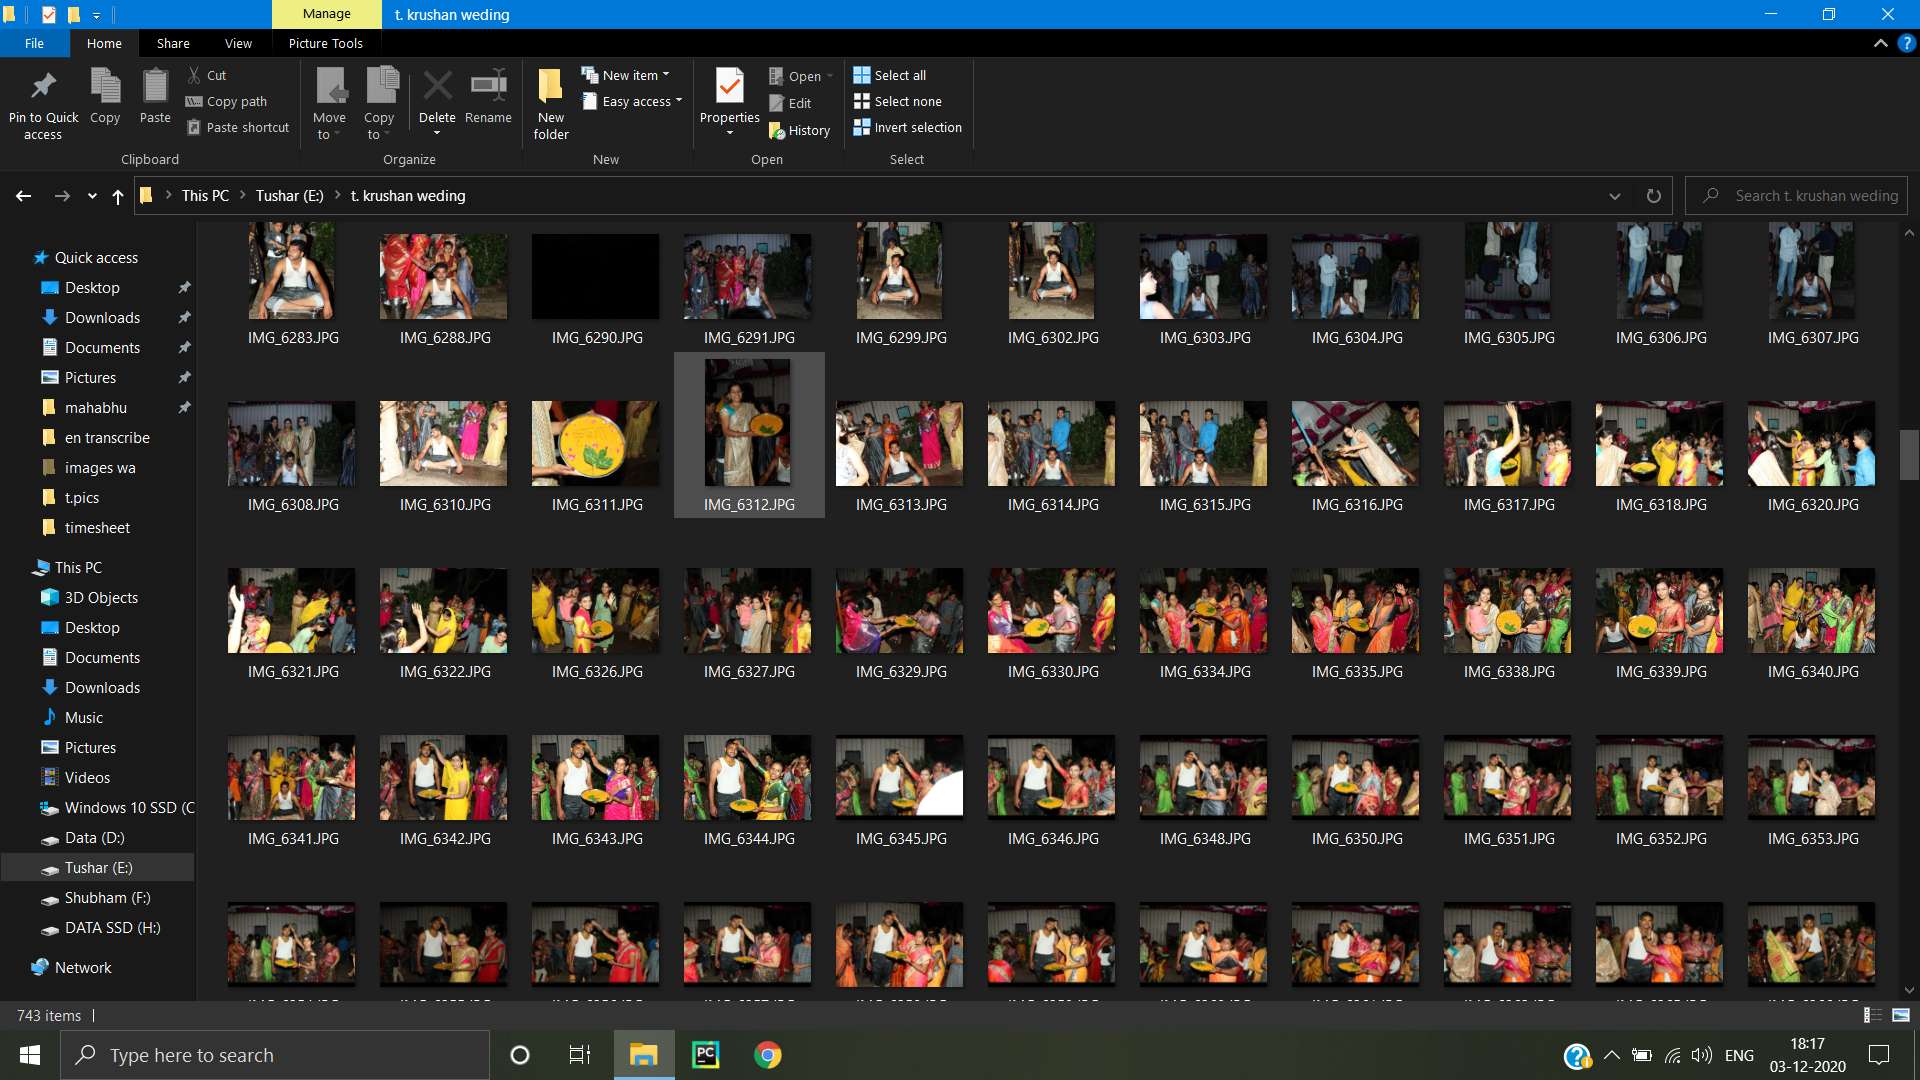 Manage
t. krushan weding
File
Home
Share
View
Picture Tools
Pin to Quick access
Copy
Paste
Cut
Copy path
Paste shortcut
Clipboard
Move to
Copy to
Delete
Rename
Organize
New folder
New item
Easy access
New
Properties
Open
Edit
History
Open
Select all
Select none
Invert selection
Select
This PC
Tushar (E:)
t. krushan weding
Search t. krushan weding
Quick access
Desktop
Downloads
Documents
Pictures
mahabhu
en transcribe
images wa
t.pics
timesheet
This PC
3D Objects
Desktop
Documents
Downloads
Music
Pictures
Videos
Windows 10 SSD (C
Data (D:)
Tushar (E:)
Shubham (F:)
DATA SSD (H:)
Network
IMG_6283.JPG IMG_6288.JPG IMG_6290.JPG IMG_6291.JPG IMG_6299.JPG IMG_6302.JPG IMG_6303.JPG IMG_6304.JPG IMG_6305.JPG IMG_6306.JPG IMG_6307.JPG
IMG_6308.JPG IMG_6310.JPG IMG_6311.JPG IMG_6312.JPG IMG_6313.JPG IMG_6314.JPG IMG_6315.JPG IMG_6316.JPG IMG_6317.JPG IMG_6318.JPG IMG_6320.JPG
IMG_6321.JPG IMG_6322.JPG IMG_6326.JPG IMG_6327.JPG IMG_6329.JPG IMG_6330.JPG IMG_6334.JPG IMG_6335.JPG IMG_6338.JPG IMG_6339.JPG IMG_6340.JPG
IMG_6341.JPG IMG_6342.JPG IMG_6343.JPG IMG_6344.JPG IMG_6345.JPG IMG_6346.JPG IMG_6348.JPG IMG_6350.JPG IMG_6351.JPG IMG_6352.JPG IMG_6353.JPG
743 items
Type here to search
PC
ENG
18:17
03-12-2020